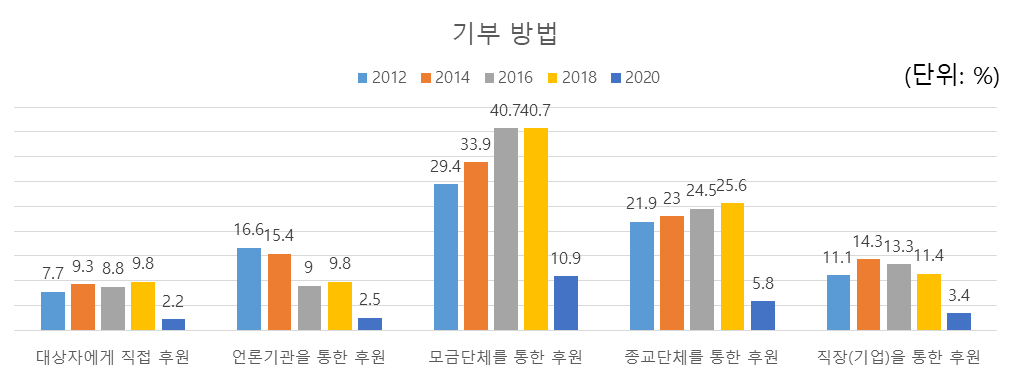 기부 방법
2012 2014 2016 2018 2020
(단위: %)
7.7 9.3 8.8 9.8 2.2
16.6 15.4 9 9.8 2.5
29.4 33.9 40.7 40.7 10.9
21.9 23 24.5 25.6 5.8
11.1 14.3 13.3 11.4 3.4
대상자에게 직접 후원 언론기관을 통한 후원 모금단체를 통한 후원 종교단체를 통한 후원 직장(기업)을 통한 후원